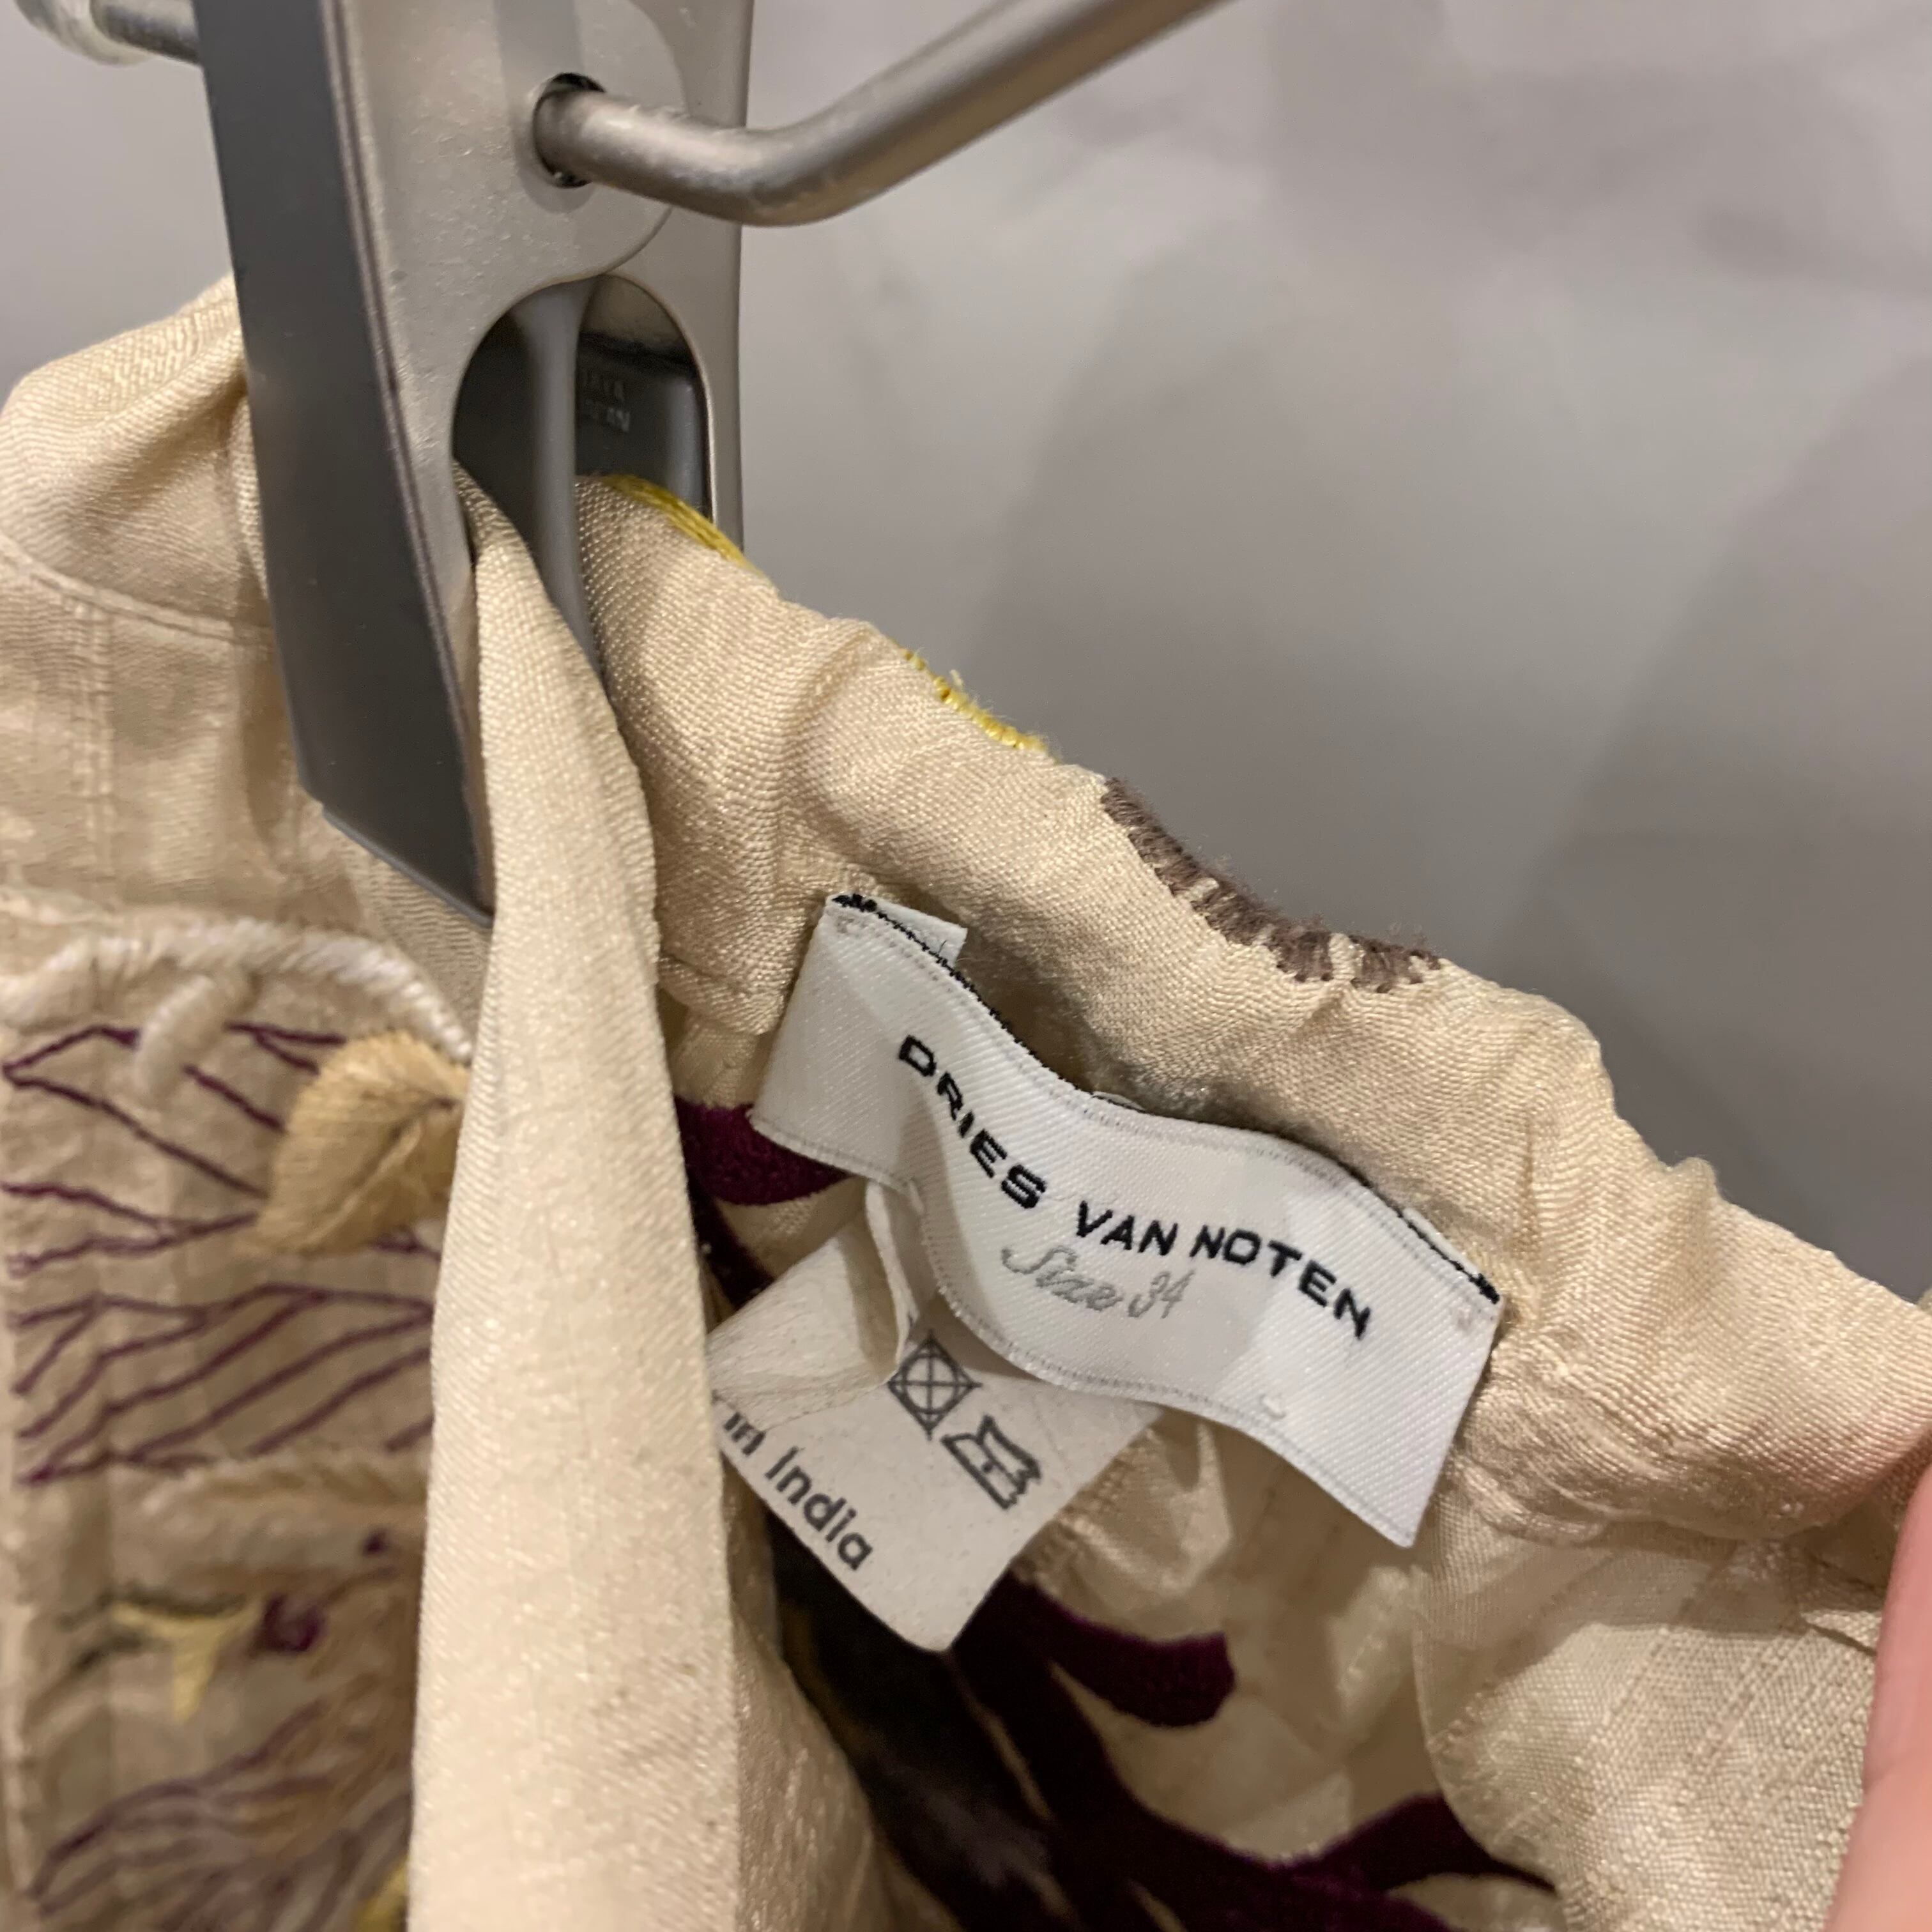 DRIES VAN NOTEN
Size 34
in India